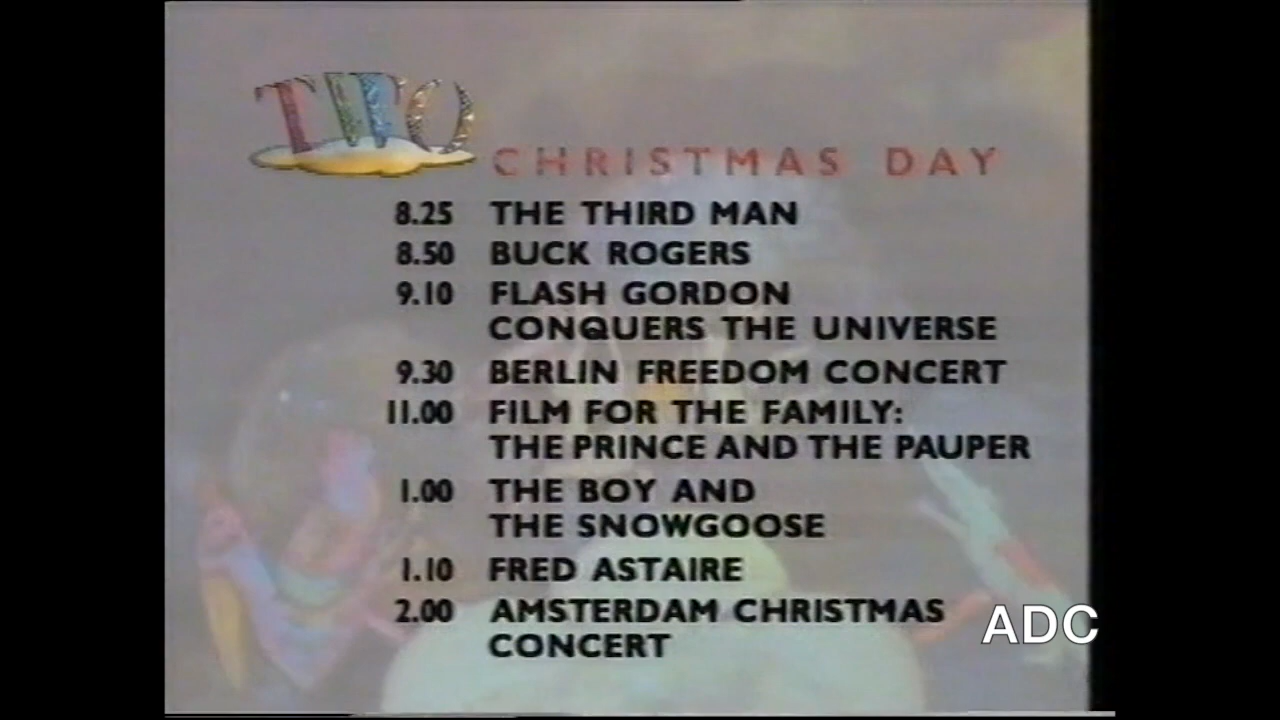 TWO
CHRISTMAS DAY
8.25 THE THIRD MAN
8.50 BUCK ROGERS
9.10 FLASH GORDON
CONQUERS THE UNIVERSE
9.30 BERLIN FREEDOM CONCERT
11.00 FILM FOR THE FAMILY:
THE PRINCE AND THE PAUPER
1.00 THE BOY AND
THE SNOWGOOSE
1.10 FRED ASTAIRE
2.00 AMSTERDAM CHRISTMAS
CONCERT
ADC